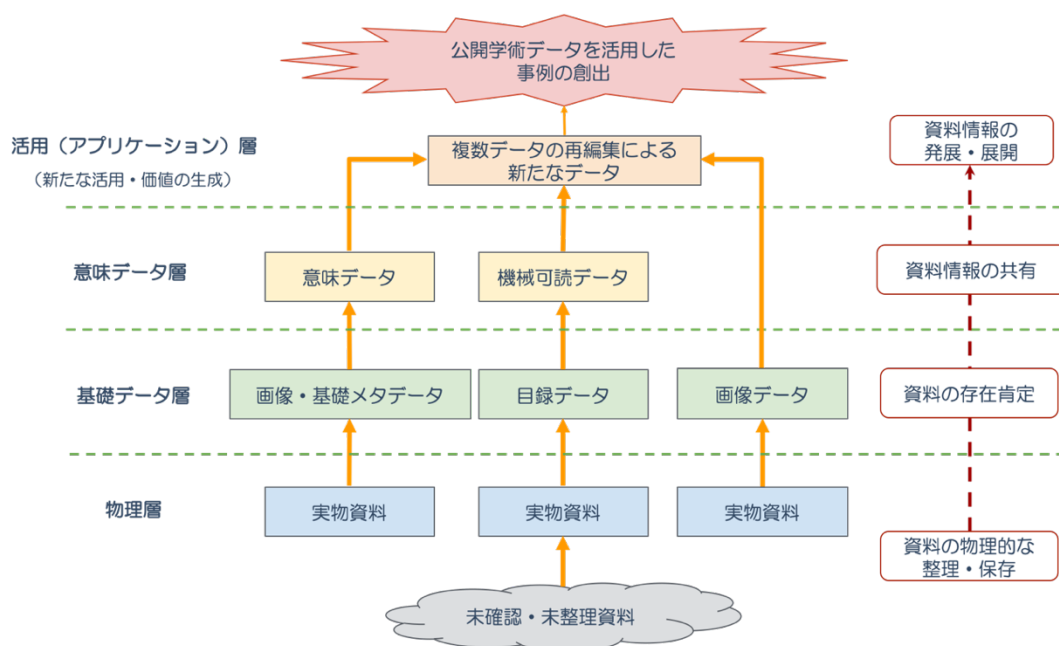 公開学術データを活用した
事例の創出
活用（アプリケーション）層
（新たな活用・価値の生成）
複数データの再編集による
新たなデータ
資料情報の
発展・展開
意味データ層
意味データ
機械可読データ
資料情報の共有
基礎データ層
画像・基礎メタデータ
目録データ
画像データ
資料の存在肯定
物理層
実物資料
実物資料
実物資料
資料の物理的な
整理・保存
未確認・未整理資料